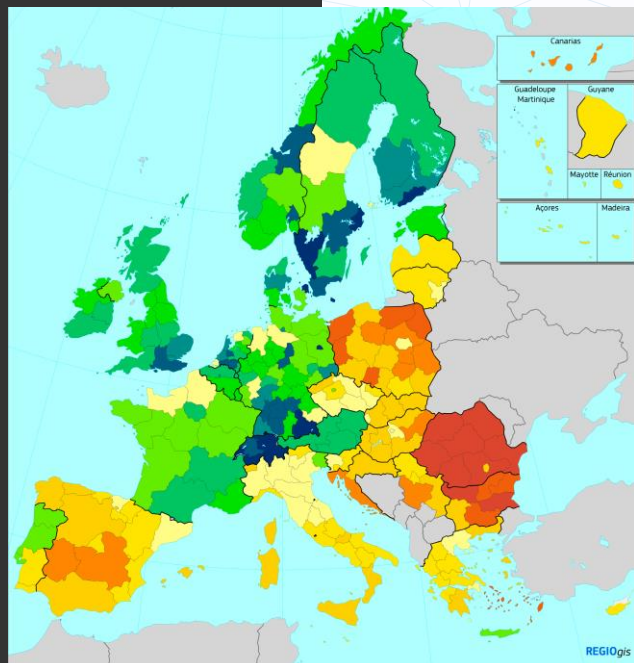 Canarias
Guadeloupe
Martinique
Guyane
Mayotte
Réunion
Açores
Madeira
REGIOgis